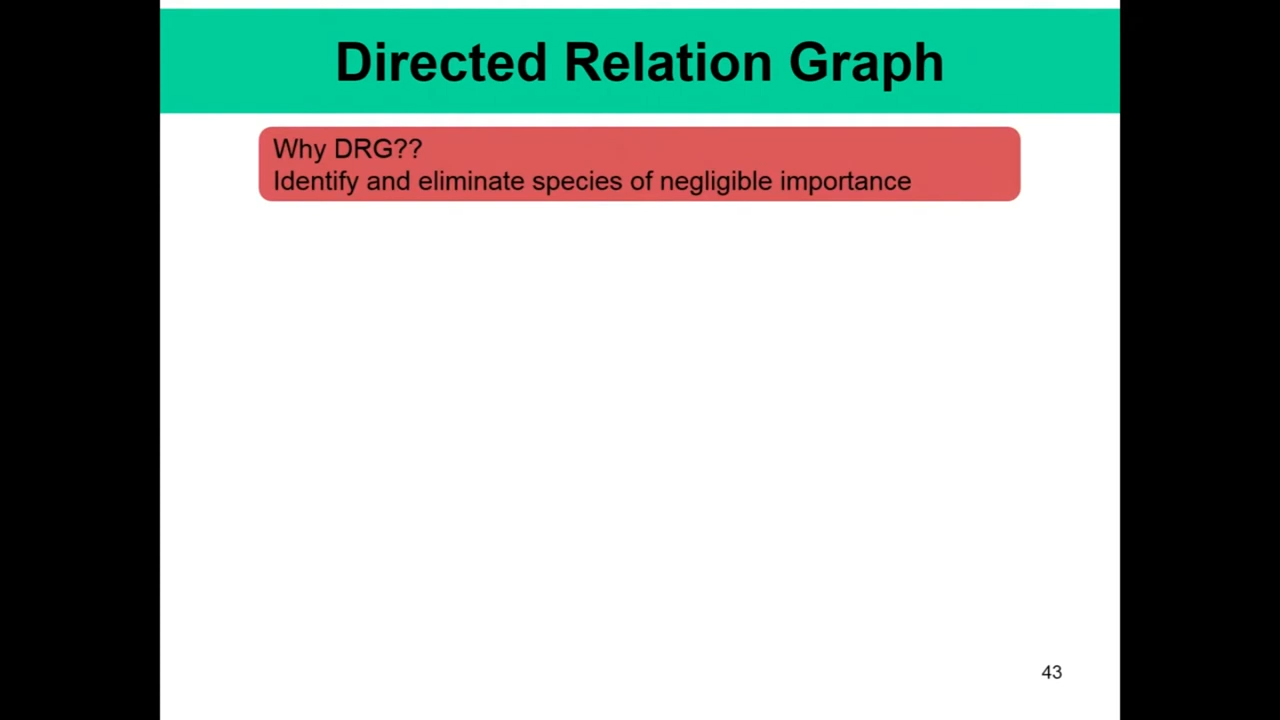 Directed Relation Graph
Why DRG??
Identify and eliminate species of negligible importance
43